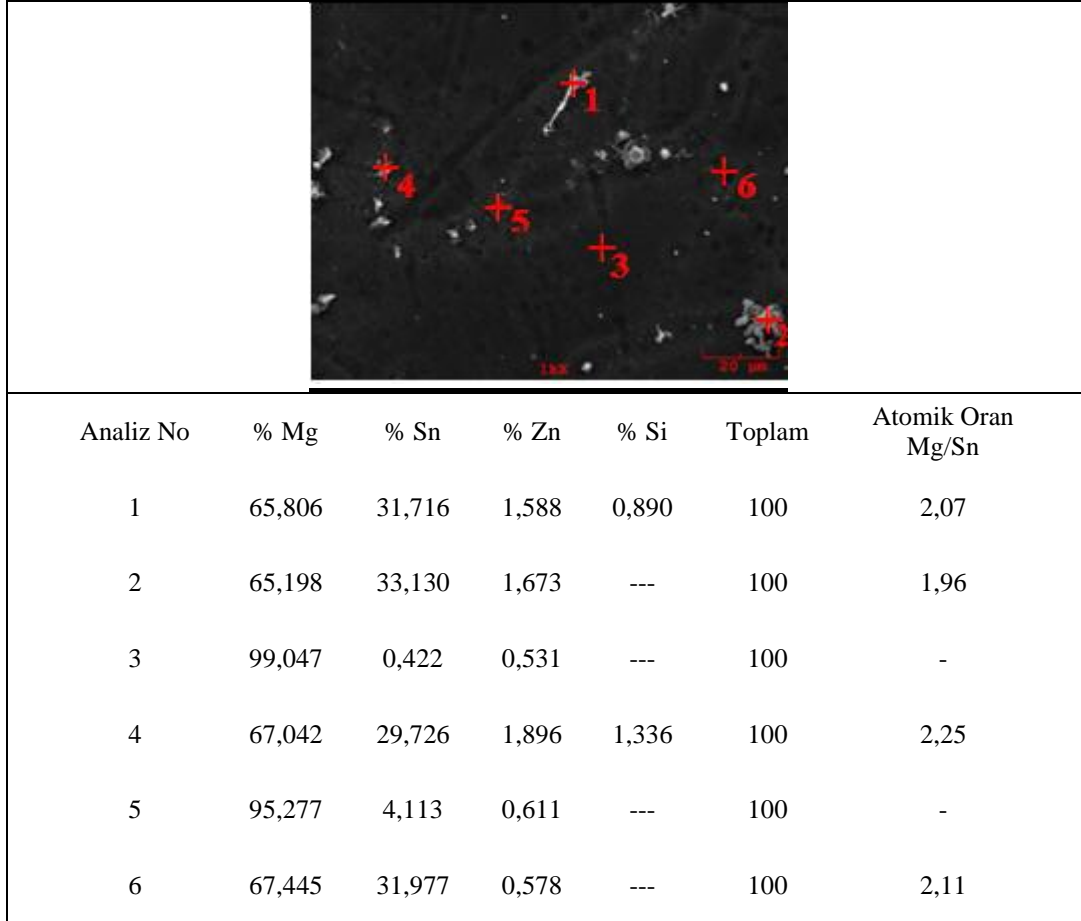 1
4
6
5
3
2
1kX 20 µm
Analiz No % Mg % Sn % Zn % Si Toplam Atomik Oran Mg/Sn
1 65,806 31,716 1,588 0,890 100 2,07
2 65,198 33,130 1,673 --- 100 1,96
3 99,047 0,422 0,531 --- 100 -
4 67,042 29,726 1,896 1,336 100 2,25
5 95,277 4,113 0,611 --- 100 -
6 67,445 31,977 0,578 --- 100 2,11